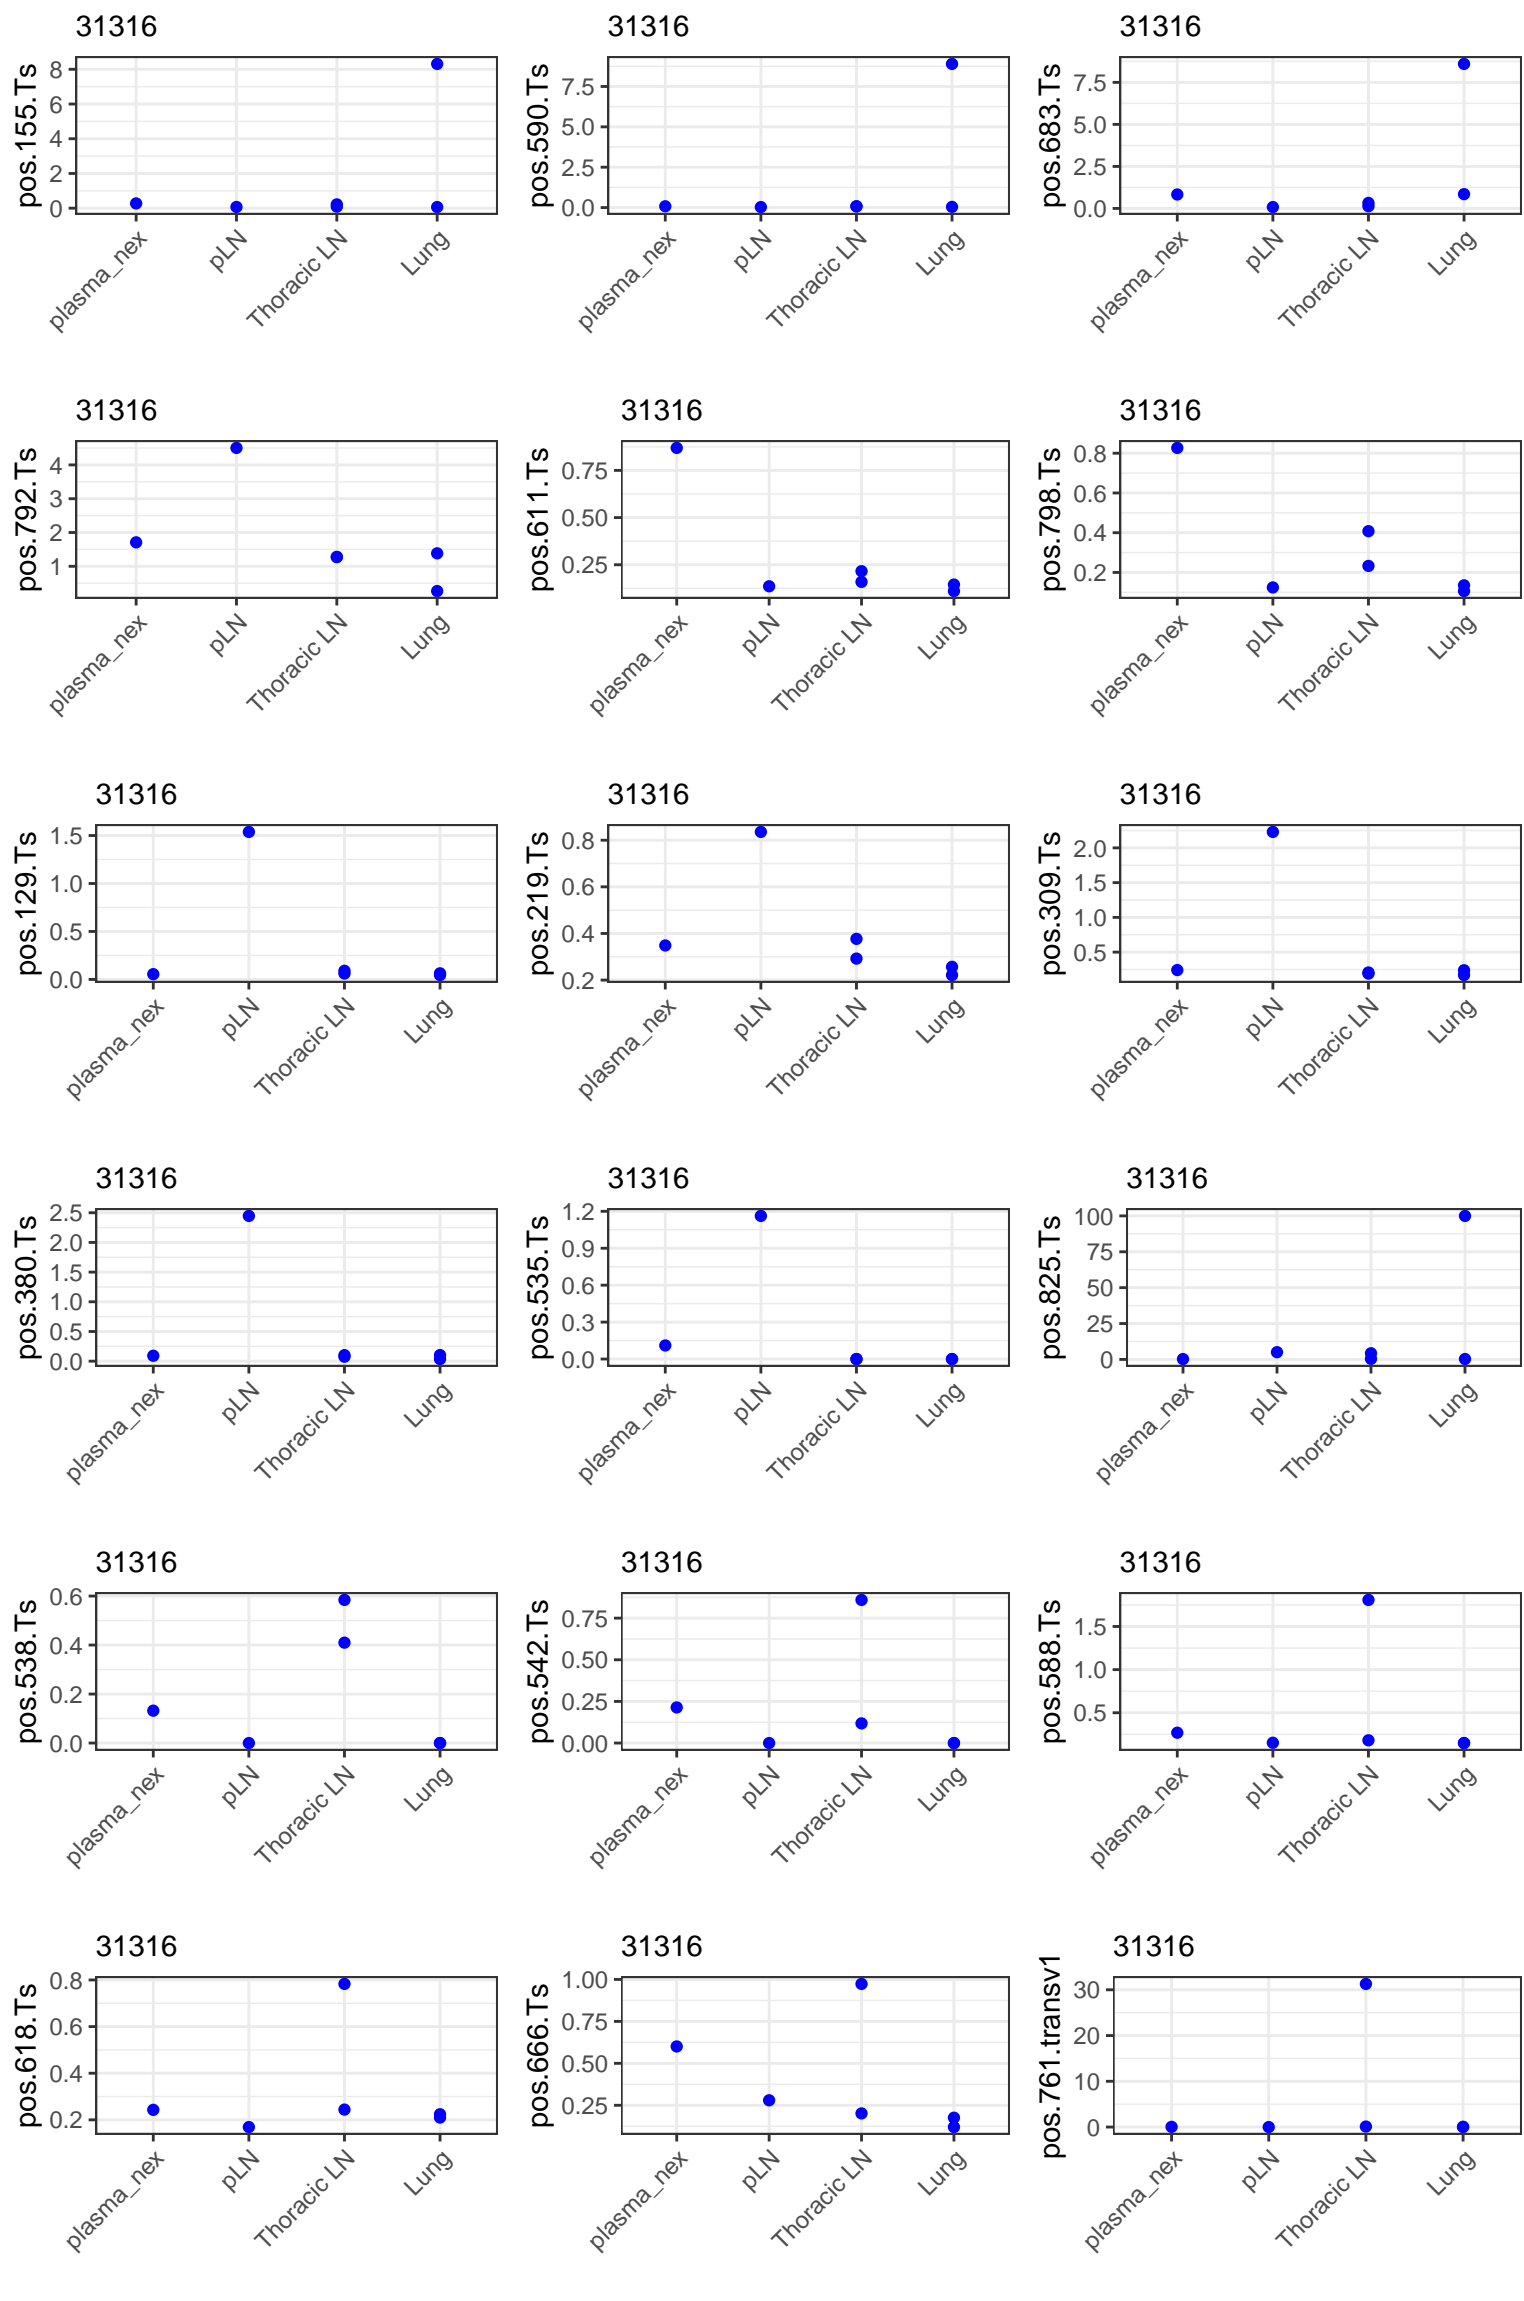 31316 31316 31316
pos.155.Ts
8
6
4
2
0
plasma_nex pLN Thoracic LN Lung
pos.590.Ts
7.5
5.0
2.5
0.0
plasma_nex pLN Thoracic LN Lung
pos.683.Ts
7.5
5.0
2.5
0.0
plasma_nex pLN Thoracic LN Lung
31316 31316 31316
pos.792.Ts
4
3
2
1
plasma_nex pLN Thoracic LN Lung
pos.611.Ts
0.75
0.50
0.25
plasma_nex pLN Thoracic LN Lung
pos.798.Ts
0.8
0.6
0.4
0.2
plasma_nex pLN Thoracic LN Lung
31316 31316 31316
pos.129.Ts
1.5
1.0
0.5
0.0
plasma_nex pLN Thoracic LN Lung
pos.219.Ts
0.8
0.6
0.4
0.2
plasma_nex pLN Thoracic LN Lung
pos.309.Ts
2.0
1.5
1.0
0.5
plasma_nex pLN Thoracic LN Lung
31316 31316 31316
pos.380.Ts
2.5
2.0
1.5
1.0
0.5
0.0
plasma_nex pLN Thoracic LN Lung
pos.535.Ts
1.2
0.9
0.6
0.3
0.0
plasma_nex pLN Thoracic LN Lung
pos.825.Ts
100
75
50
25
0
plasma_nex pLN Thoracic LN Lung
31316 31316 31316
pos.538.Ts
0.6
0.4
0.2
0.0
plasma_nex pLN Thoracic LN Lung
pos.542.Ts
0.75
0.50
0.25
0.00
plasma_nex pLN Thoracic LN Lung
pos.588.Ts
1.5
1.0
0.5
plasma_nex pLN Thoracic LN Lung
31316 31316 31316
pos.618.Ts
0.8
0.6
0.4
0.2
plasma_nex pLN Thoracic LN Lung
pos.666.Ts
1.00
0.75
0.50
0.25
plasma_nex pLN Thoracic LN Lung
pos.761.transv1
30
20
10
0
plasma_nex pLN Thoracic LN Lung